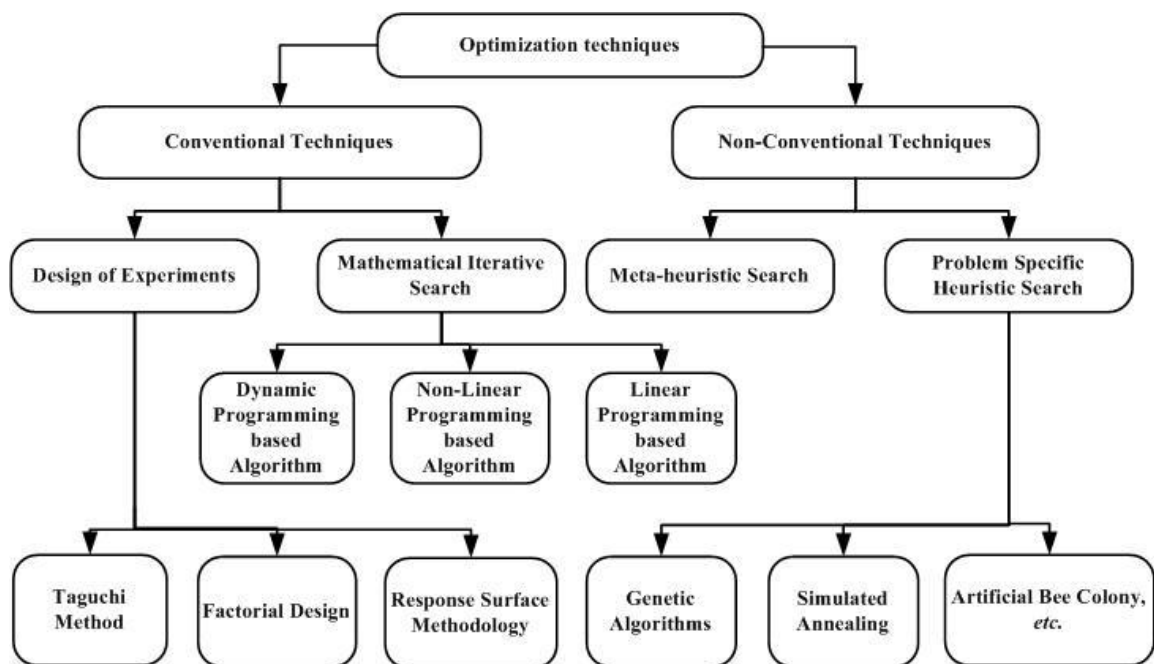 Optimization techniques
Conventional Techniques
Non-Conventional Techniques
Design of Experiments
Mathematical Iterative
Search
Meta-heuristic Search
Problem Specific
Heuristic Search
Dynamic
Programming
based
Algorithm
Non-Linear
Programming
based
Algorithm
Linear
Programming
based
Algorithm
Taguchi
Method
Factorial Design
Response Surface
Methodology
Genetic
Algorithms
Simulated
Annealing
Artificial Bee Colony,
etc.